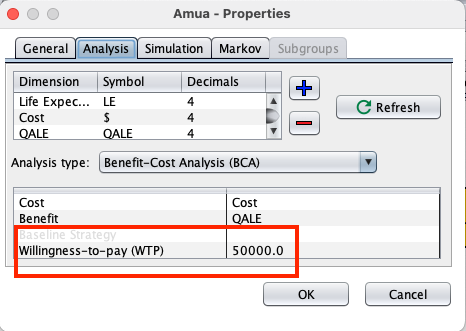 Amua - Properties
General Analysis Simulation Markov Subgroups
Dimension Symbol Decimals
Life Expec... LE 4
Cost $ 4
QALE QALE 4
Refresh
Analysis type: Benefit-Cost Analysis (BCA)
Cost Cost
Benefit QALE
Baseline Strategy
Willingness-to-pay (WTP) 50000.0
OK Cancel